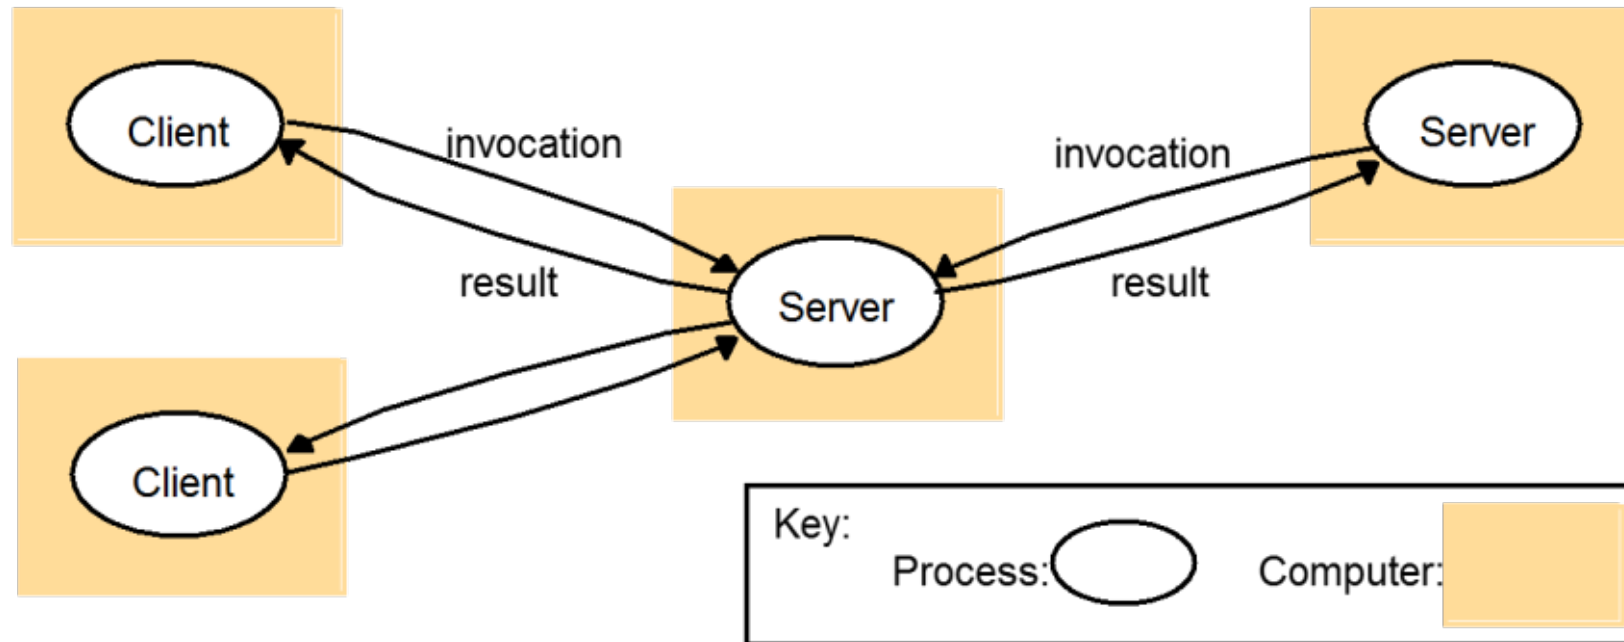 Client
invocation
result
Server
invocation
result
Server
Client
Key:
Process:
Computer: